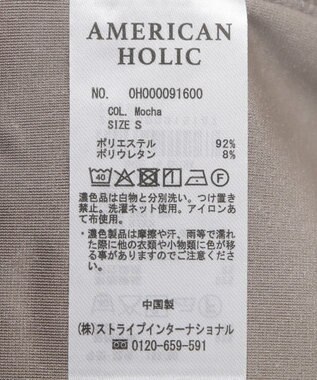 AMERICAN
HOLIC
NO. 0H000091600
COL. Mocha
SIZE S
ポリエステル 92%
ポリウレタン 8%
40
F
濃色品は白物と分別洗い。つけ置き
禁止。洗濯ネット使用。アイロンあ
て布使用。
・濃色製品は摩擦や汗、雨等で濡れ
た際に他の衣類や小物類に色が移
る事がありますのでご注意下さい
中国製
(株)ストライプインターナショナル
0120-659-591